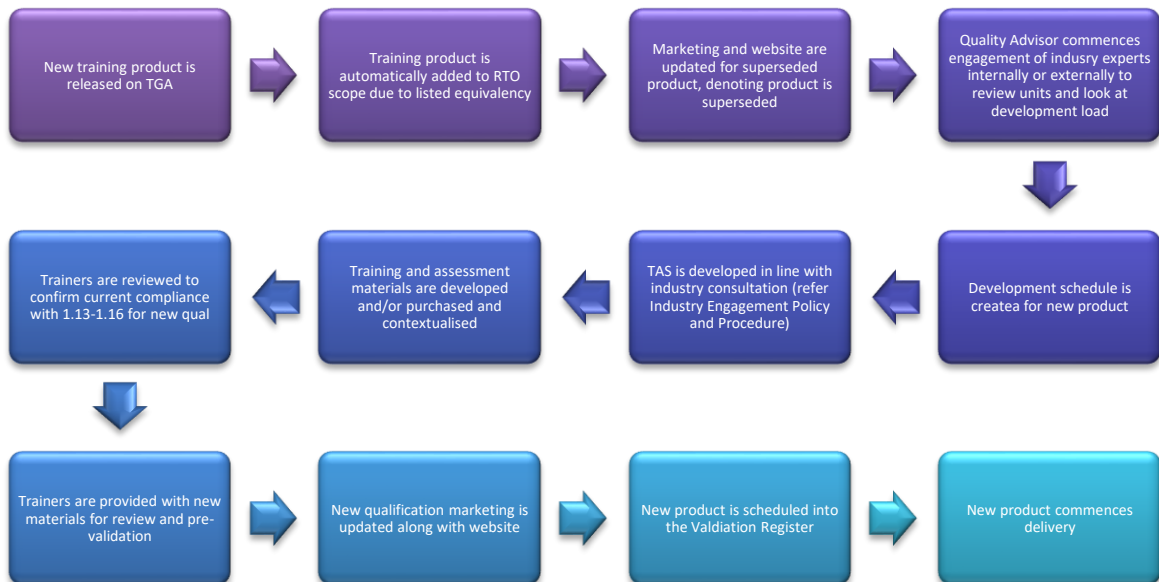 New training product is
released on TGA
Training product is
automatically added to RTO
scope due to listed equivalency
Marketing and website are
updated for superseded
product, denoting product is
superseded
Quality Advisor commences
engagement of indusry experts
internally or externally to
review units and look at
development load
Development schedule is
createa for new product
TAS is developed in line with
industry consultation (refer
Industry Engagement Policy
and Procedure)
Training and assessment
materials are developed
and/or purchased and
contextualised
Trainers are reviewed to
confirm current compliance
with 1.13-1.16 for new qual
Trainers are provided with new
materials for review and pre-
validation
New qualification marketing is
updated along with website
New product is scheduled into
the Valdiation Register
New product commences
delivery